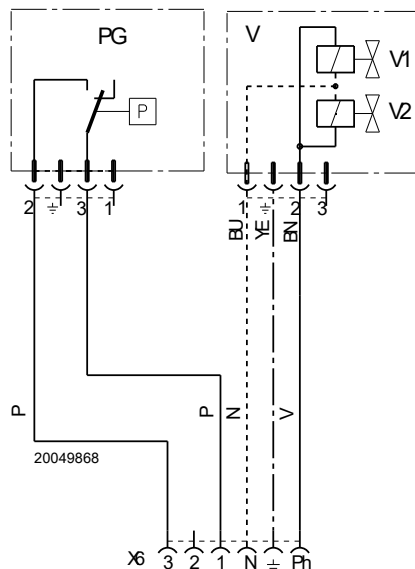 PG
V
V1
P
V2
2 ⏚ 3 1
1 ⏚ 2 3
BU YE BN
P P N V
20049868
X6 3 2 1 N ⏚ Ph